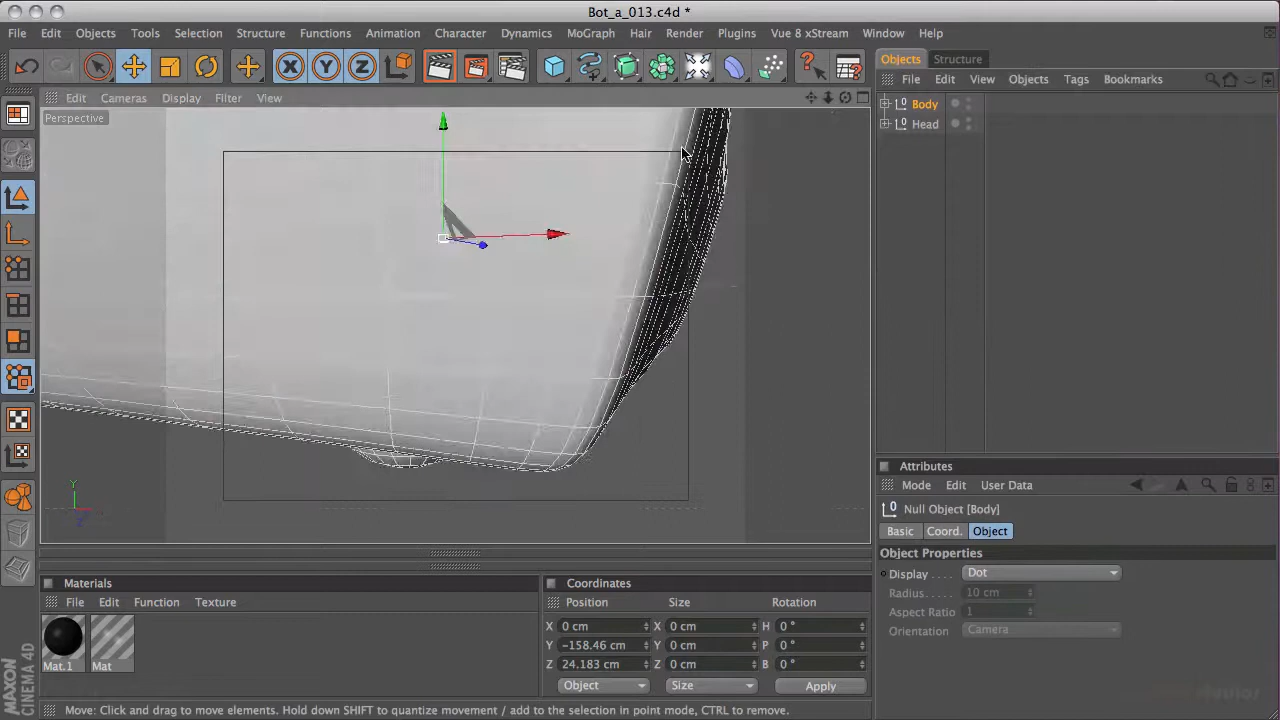 Bot_a_013.c4d *
File Edit Objects Tools Selection Structure Functions Animation Character Dynamics MoGraph Hair Render Plugins Vue 8 xStream Window Help
X Y Z
Objects Structure
File Edit View Objects Tags Bookmarks
Edit Cameras Display Filter View
Perspective
Body
Head
Y
Attributes
Mode Edit User Data
Null Object [Body]
Basic Coord. Object
Object Properties
Display . . . . Dot
Radius. . . . . 10 cm
Aspect Ratio 1
Orientation Camera
Materials
File Edit Function Texture
Mat.1 Mat
Coordinates
Position Size Rotation
X 0 cm X 0 cm H 0 °
Y -158.46 cm Y 0 cm P 0 °
Z 24.183 cm Z 0 cm B 0 °
Object Size Apply
MAXON CINEMA 4D
Move: Click and drag to move elements. Hold down SHIFT to quantize movement / add to the selection in point mode, CTRL to remove.